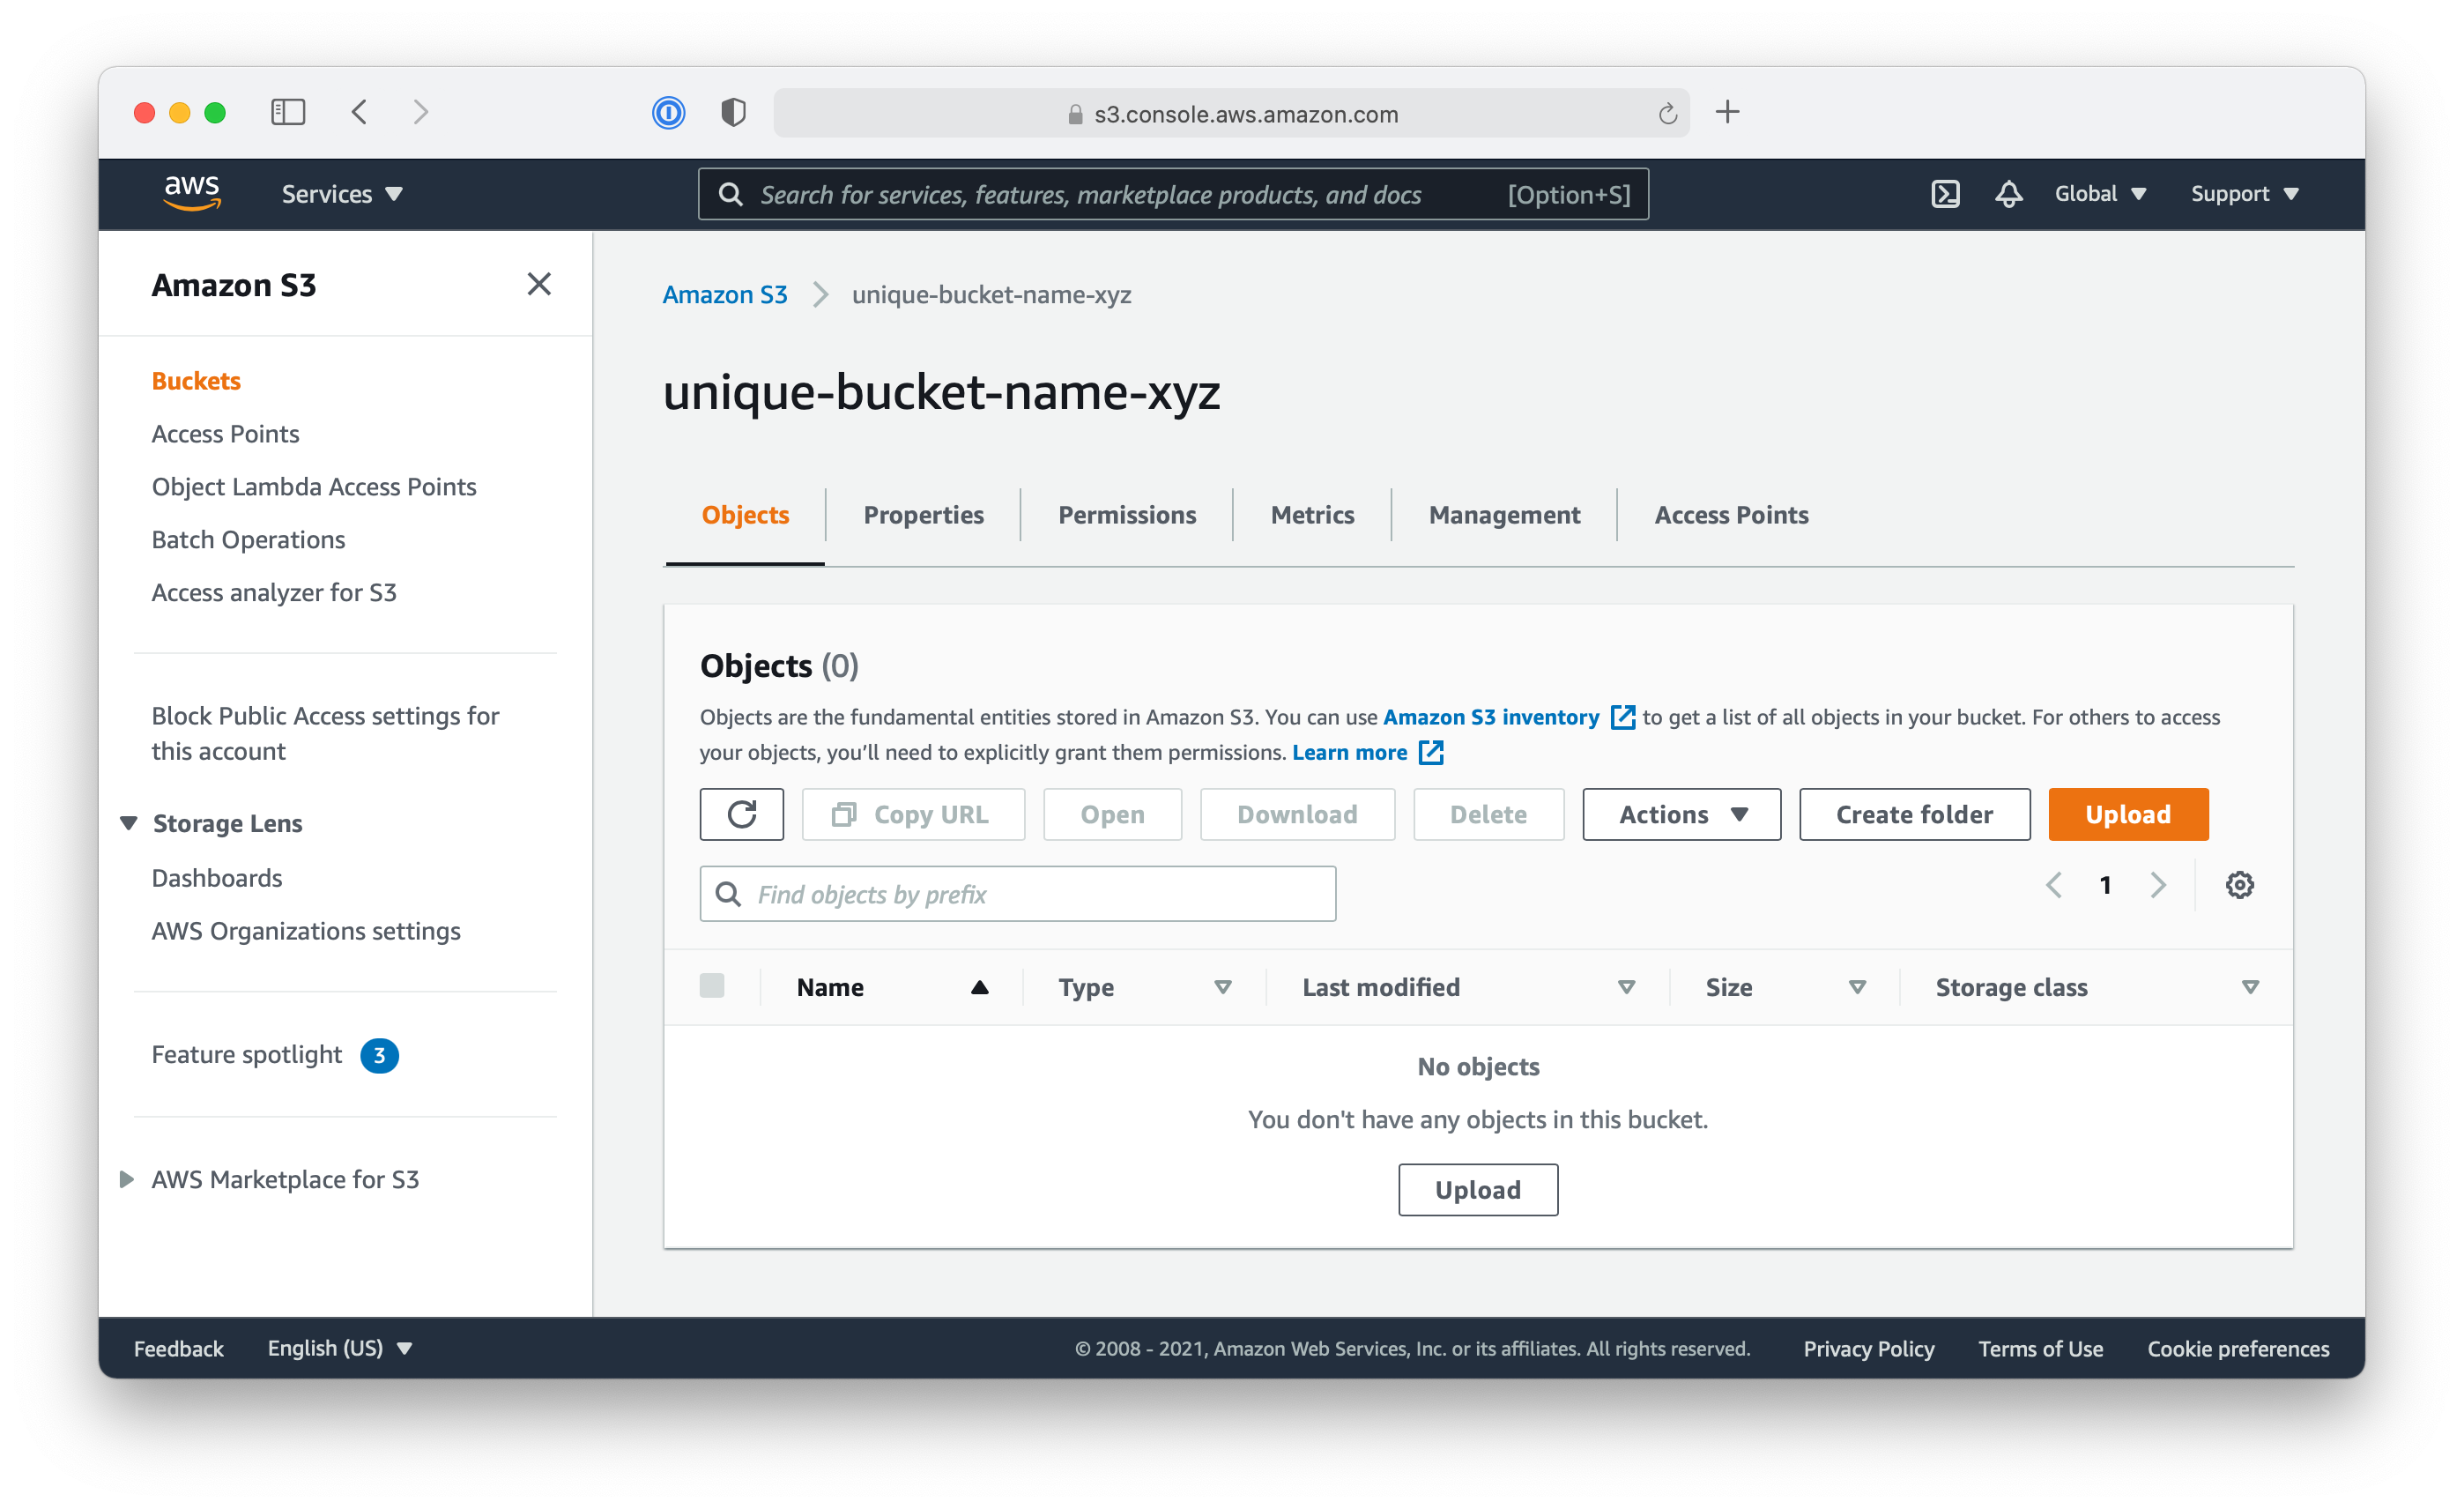 s3.console.aws.amazon.com
aws
Services
Search for services, features, marketplace products, and docs
[Option+S]
Global
Support
Amazon S3
Buckets
Access Points
Object Lambda Access Points
Batch Operations
Access analyzer for S3
Block Public Access settings for
this account
Storage Lens
Dashboards
AWS Organizations settings
Feature spotlight 3
AWS Marketplace for S3
Amazon S3 unique-bucket-name-xyz
unique-bucket-name-xyz
Objects Properties Permissions Metrics Management Access Points
Objects (0)
Objects are the fundamental entities stored in Amazon S3. You can use Amazon S3 inventory to get a list of all objects in your bucket. For others to access
your objects, you’ll need to explicitly grant them permissions. Learn more
Copy URL Open Download Delete Actions Create folder Upload
Find objects by prefix
1
Name Type Last modified Size Storage class
No objects
You don't have any objects in this bucket.
Upload
Feedback English (US) © 2008 - 2021, Amazon Web Services, Inc. or its affiliates. All rights reserved. Privacy Policy Terms of Use Cookie preferences